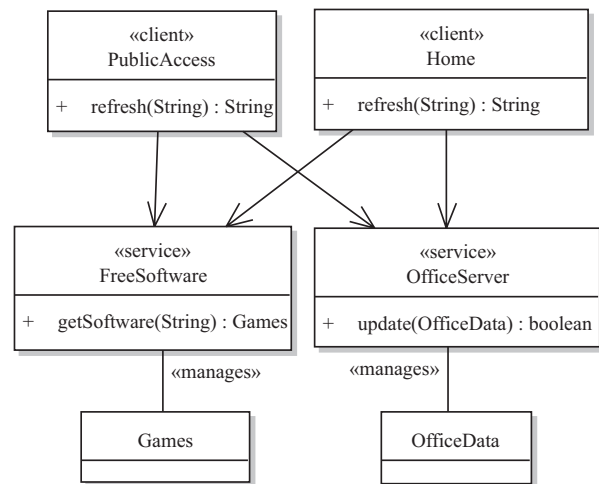 «client»
PublicAccess
+ refresh(String) : String
«client»
Home
+ refresh(String) : String
«service»
FreeSoftware
+ getSoftware(String) : Games
«service»
OfficeServer
+ update(OfficeData) : boolean
«manages»
«manages»
Games
OfficeData